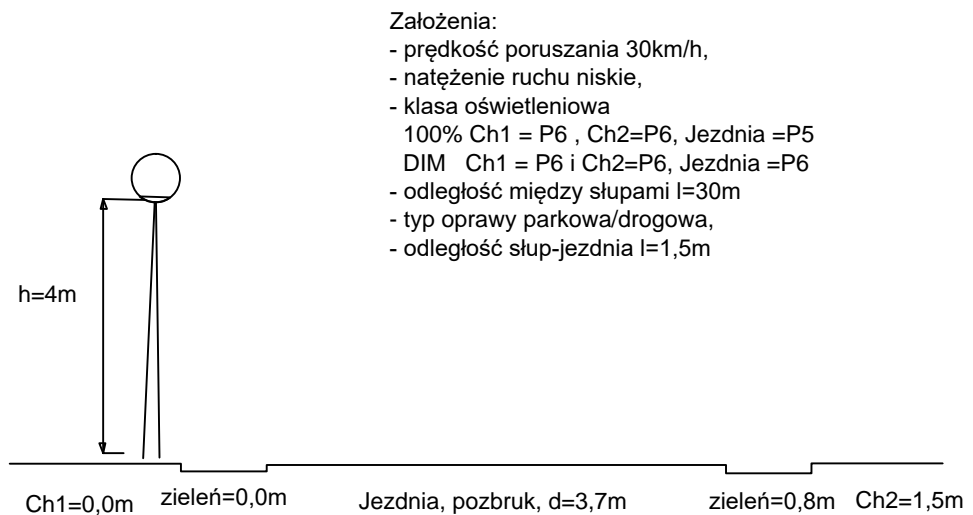 Założenia:
- prędkość poruszania 30km/h,
- natężenie ruchu niskie,
- klasa oświetleniowa
100% Ch1 = P6 , Ch2=P6, Jezdnia =P5
DIM Ch1 = P6 i Ch2=P6, Jezdnia =P6
- odległość między słupami l=30m
- typ oprawy parkowa/drogowa,
- odległość słup-jezdnia l=1,5m
h=4m
Ch1=0,0m zieleń=0,0m Jezdnia, pozbruk, d=3,7m zieleń=0,8m Ch2=1,5m